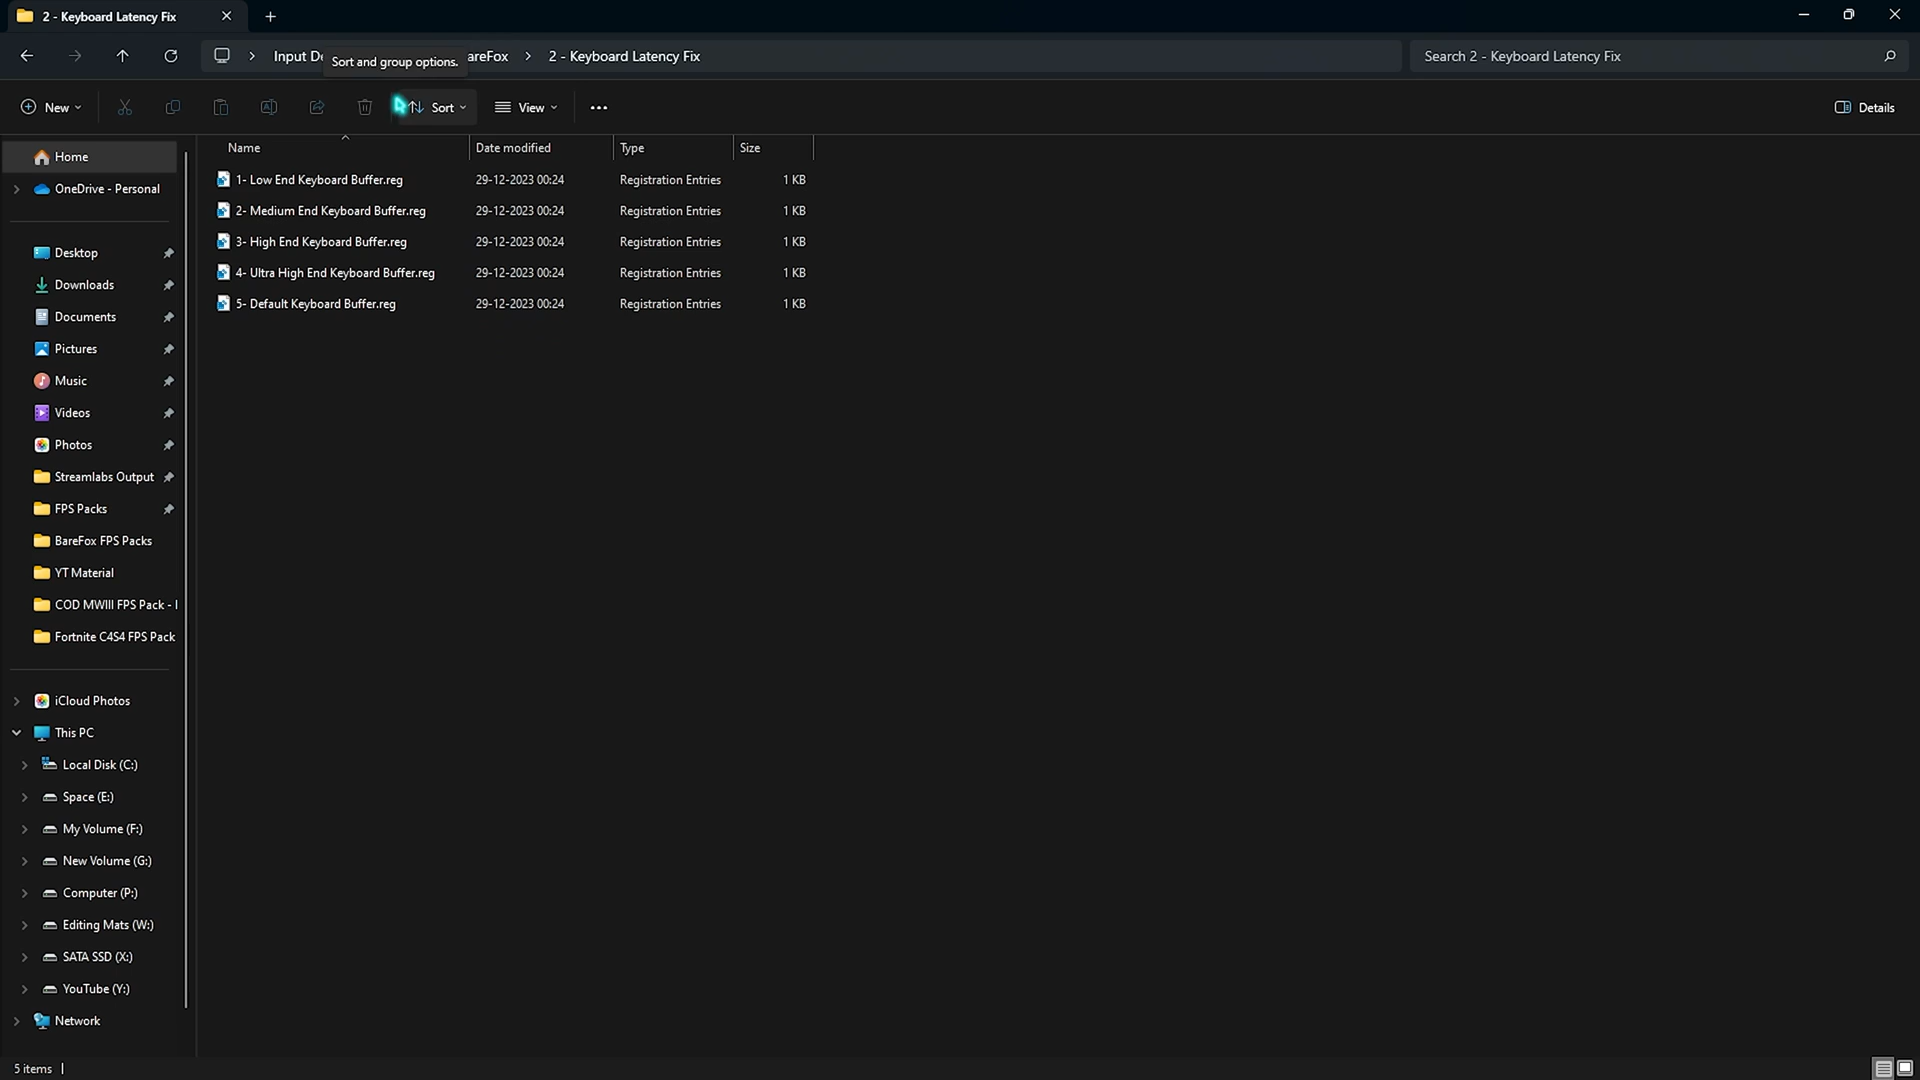 2 - Keyboard Latency Fix
Input De
Sort and group options.
areFox
2 - Keyboard Latency Fix
Search 2 - Keyboard Latency Fix
New
Sort
View
Details
Name
Date modified
Type
Size
1- Low End Keyboard Buffer.reg 29-12-2023 00:24 Registration Entries 1 KB
2- Medium End Keyboard Buffer.reg 29-12-2023 00:24 Registration Entries 1 KB
3- High End Keyboard Buffer.reg 29-12-2023 00:24 Registration Entries 1 KB
4- Ultra High End Keyboard Buffer.reg 29-12-2023 00:24 Registration Entries 1 KB
5- Default Keyboard Buffer.reg 29-12-2023 00:24 Registration Entries 1 KB
Home
OneDrive - Personal
Desktop
Downloads
Documents
Pictures
Music
Videos
Photos
Streamlabs Output
FPS Packs
BareFox FPS Packs
YT Material
COD MWIII FPS Pack -
Fortnite C4S4 FPS Pack
iCloud Photos
This PC
Local Disk (C:)
Space (E:)
My Volume (F:)
New Volume (G:)
Computer (P:)
Editing Mats (W:)
SATA SSD (X:)
YouTube (Y:)
Network
5 items